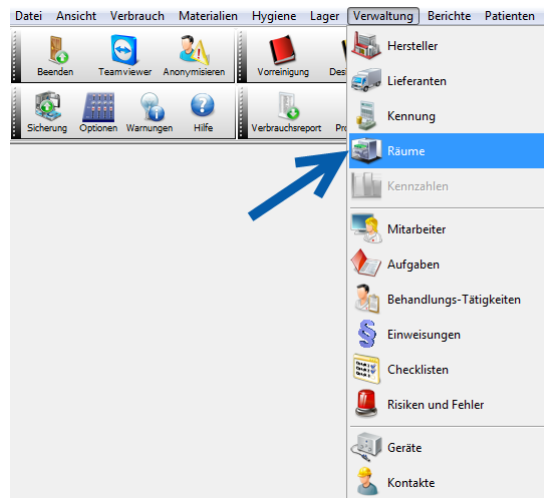 Datei Ansicht Verbrauch Materialien Hygiene Lager Verwaltung Berichte Patienten
Beenden Teamviewer Anonymisieren Vorreinigung
Sicherung Optionen Warnungen Hilfe Verbrauchsreport
Hersteller
Lieferanten
Kennung
Räume
Kennzahlen
Mitarbeiter
Aufgaben
Behandlungs-Tätigkeiten
Einweisungen
Checklisten
Risiken und Fehler
Geräte
Kontakte